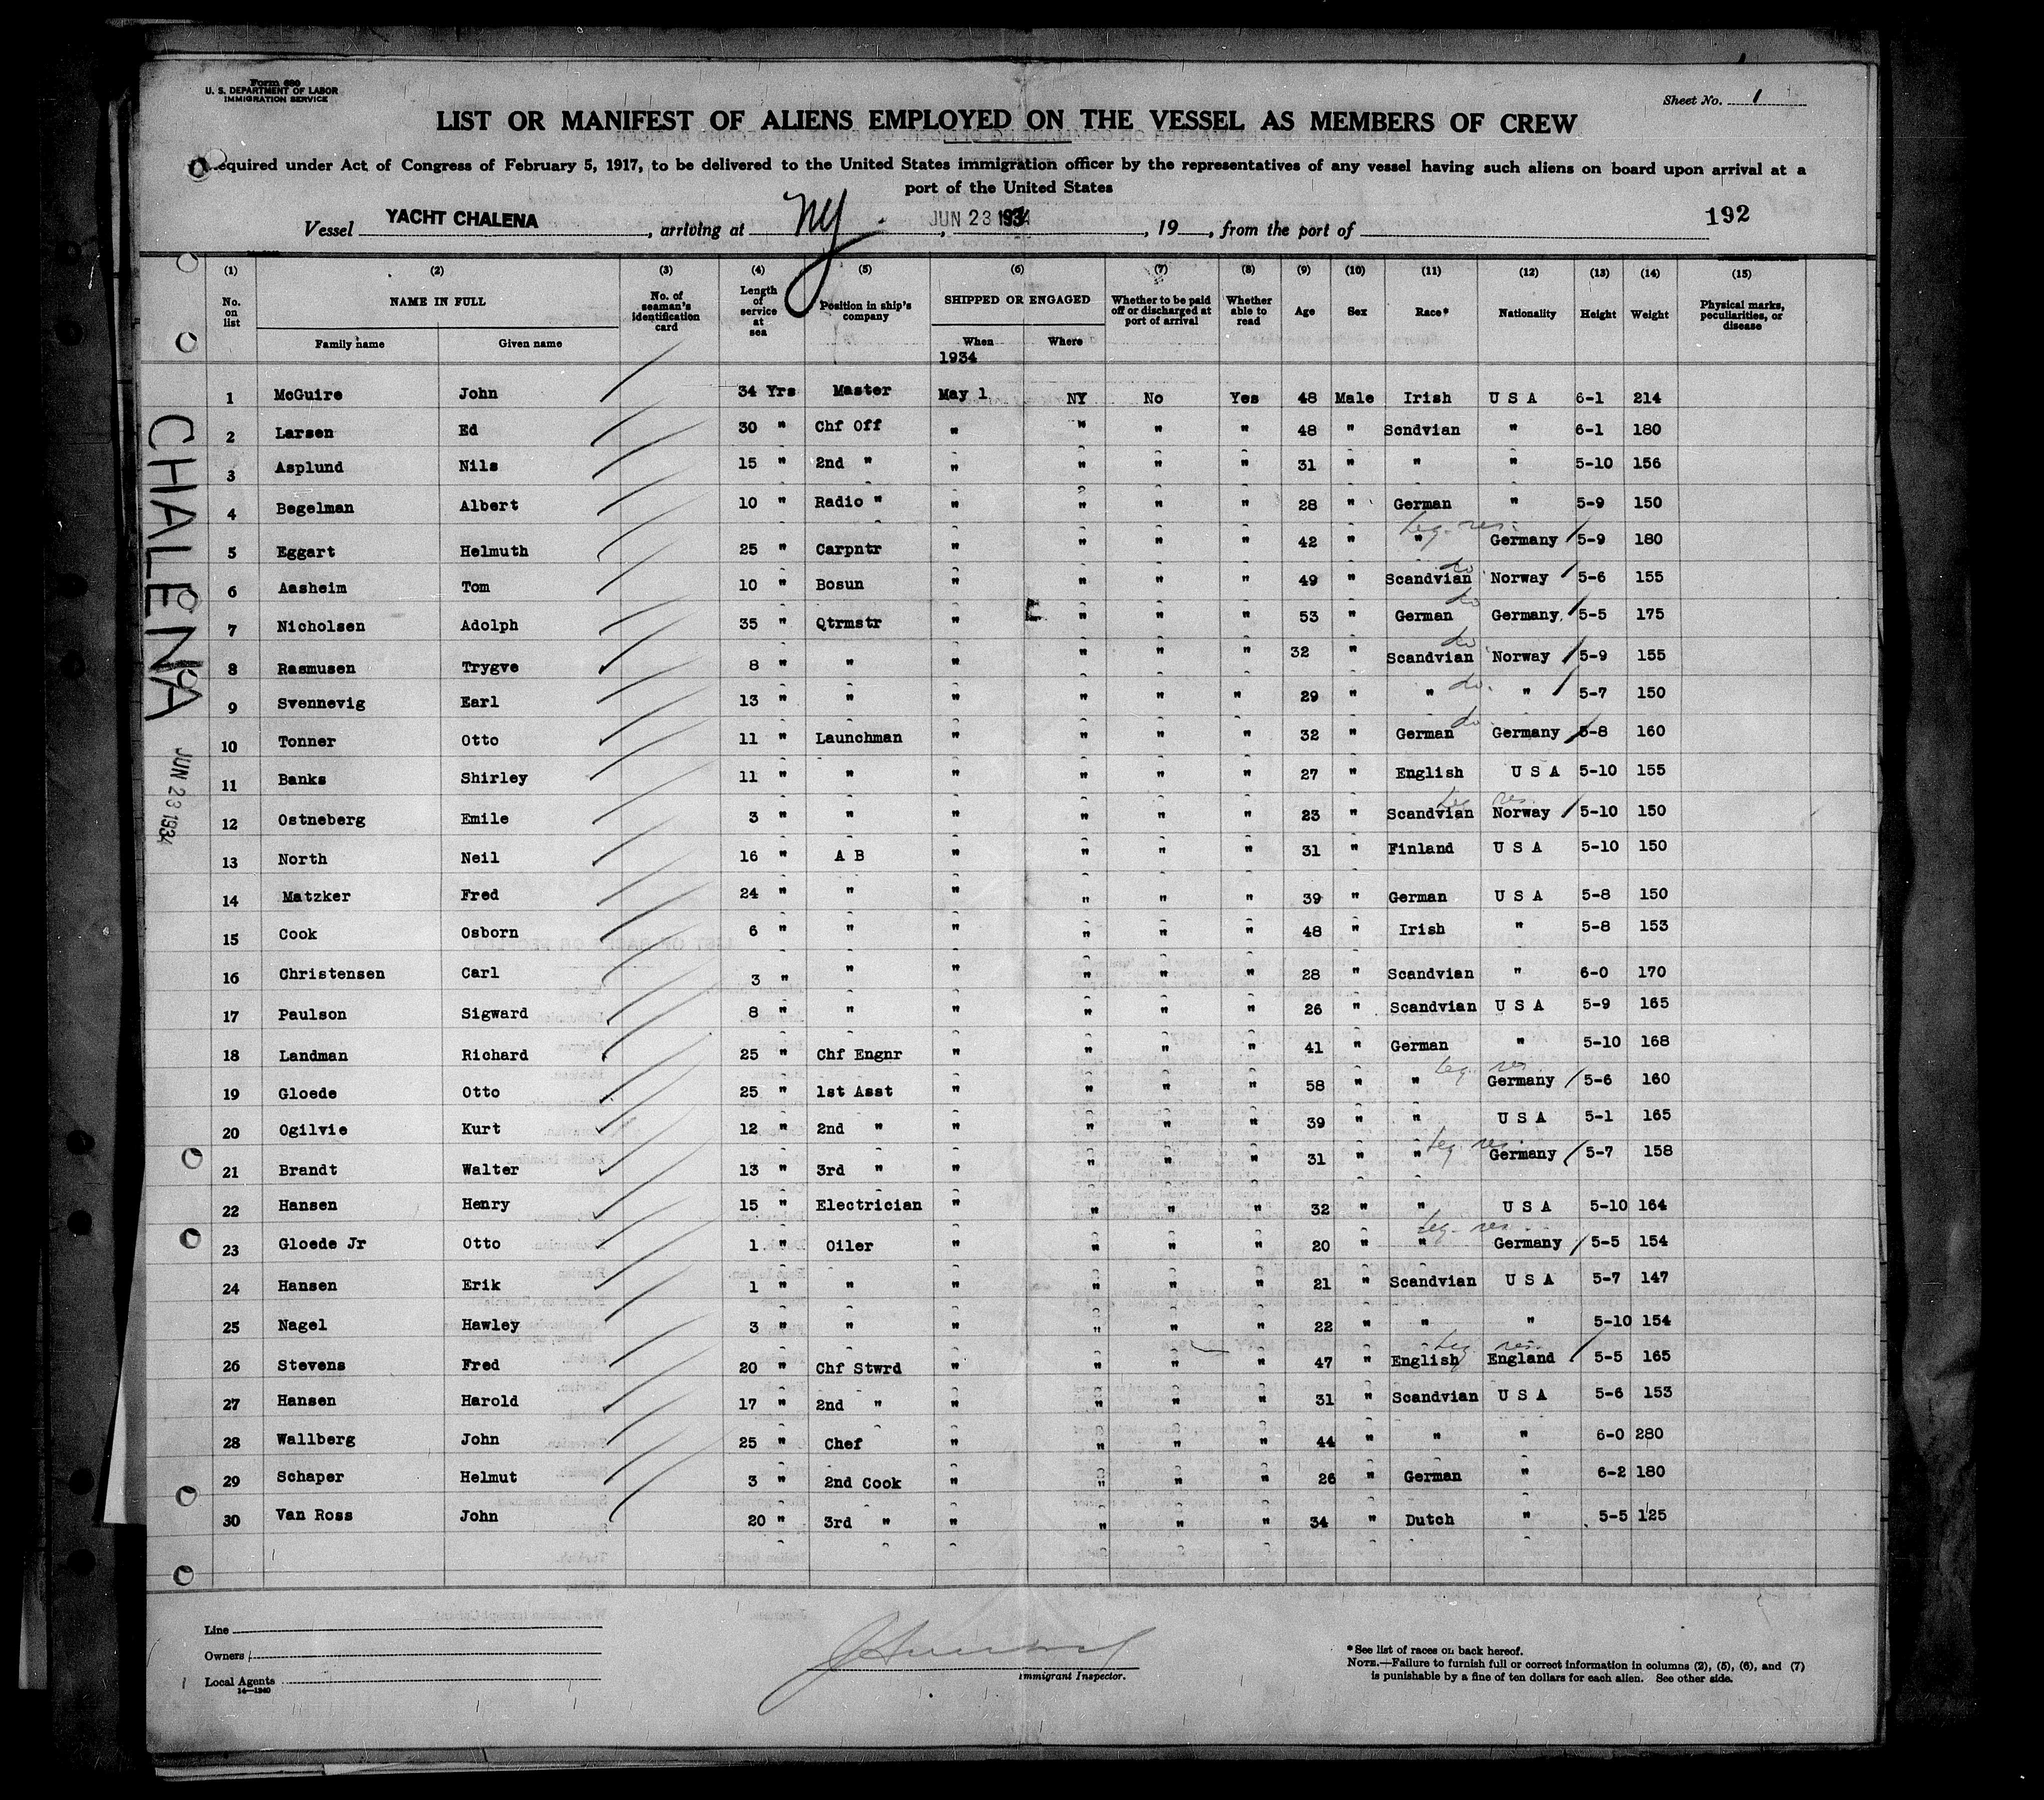 Form 680
U. S. DEPARTMENT OF LABOR
IMMIGRATION SERVICE
Sheet No. 1
LIST OR MANIFEST OF ALIENS EMPLOYED ON THE VESSEL AS MEMBERS OF CREW
equired under Act of Congress of February 5, 1917, to be delivered to the United States immigration officer by the representatives of any vessel having such aliens on board upon arrival at a
port of the United States
Vessel YACHT CHALENA, arriving at NY, JUN 23 1934, 19 , from the port of 192
(1) (2) (3) (4) (5) (6) (7) (8) (9) (10) (11) (12) (13) (14) (15)
No. on list NAME IN FULL No. of seaman's identification card Length of service at sea Position in ship's company SHIPPED OR ENGAGED Whether to be paid off or discharged at port of arrival Whether able to read Age Sex Race* Nationality Height Weight Physical marks, peculiarities, or disease
Family name Given name When Where
1934
1 McGuire John 34 Yrs Master May 1 NY No Yes 48 Male Irish U S A 6-1 214
2 Larsen Ed 30 " Chf Off " " " " 48 " Scndvian " 6-1 180
3 Asplund Nils 15 " 2nd " " " " " 31 " " " 5-10 156
4 Begelman Albert 10 " Radio " " " " " 28 " German " 5-9 150
Leg. res.
5 Eggart Helmuth 25 " Carpntr " " " " 42 " " Germany 5-9 180
do
6 Aasheim Tom 10 " Bosun " " " " 49 " Scandvian Norway 5-6 155
do
7 Nicholsen Adolph 35 " Qtrmstr " " " " 53 " German Germany 5-5 175
do
8 Rasmusen Trygve 8 " " " " " " 32 " Scandvian Norway 5-9 155
do.
9 Svennevig Earl 13 " " " " " " 29 " " " 5-7 150
do
10 Tonner Otto 11 " Launchman " " " " 32 " German Germany 5-8 160
11 Banks Shirley 11 " " " " " " 27 " English U S A 5-10 155
Leg res.
12 Ostneberg Emile 3 " " " " " " 23 " Scandvian Norway 5-10 150
13 North Neil 16 " A B " " " " 31 " Finland U S A 5-10 150
14 Matzker Fred 24 " " " " " " 39 " German U S A 5-8 150
15 Cook Osborn 6 " " " " " " 48 " Irish " 5-8 153
16 Christensen Carl 3 " " " " " " 28 " Scandvian " 6-0 170
17 Paulson Sigward 8 " " " " " " 26 " Scandvian U S A 5-9 165
18 Landman Richard 25 " Chf Engnr " " " " 41 " German " 5-10 168
Leg. res
19 Gloede Otto 25 " 1st Asst " " " " 58 " " Germany 5-6 160
20 Ogilvie Kurt 12 " 2nd " " " " " 39 " " U S A 5-1 165
Leg. res.
21 Brandt Walter 13 " 3rd " " " " " 31 " " Germany 5-7 158
22 Hansen Henry 15 " Electrician " " " " 32 " " U S A 5-10 164
Leg. res.
23 Gloede Jr Otto 1 " Oiler " " " " 20 " " Germany 5-5 154
24 Hansen Erik 1 " " " " " " 21 " Scandvian U S A 5-7 147
25 Nagel Hawley 3 " " " " " " 22 " " " 5-10 154
Leg. res.
26 Stevens Fred 20 " Chf Stwrd " " " " 47 " English England 5-5 165
27 Hansen Harold 17 " 2nd " " " " " 31 " Scandvian U S A 5-6 153
28 Wallberg John 25 " Chef " " " " 44 " " " 6-0 280
29 Schaper Helmut 3 " 2nd Cook " " " " 26 " German " 6-2 180
30 Van Ross John 20 " 3rd " " " " " 34 " Dutch " 5-5 125
CHALENA
JUN 23 1934
Line
Owners
Local Agents
14-1240
Immigrant Inspector.
*See list of races on back hereof.
NOTE.—Failure to furnish full or correct information in columns (2), (5), (6), and (7)
is punishable by a fine of ten dollars for each alien. See other side.